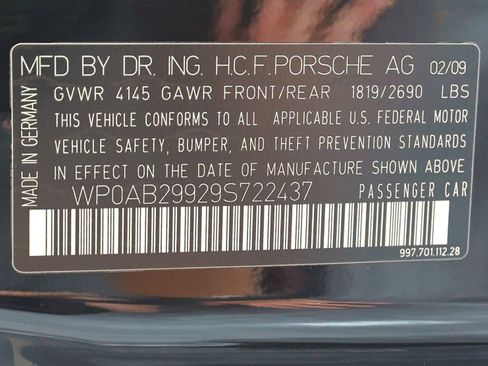 MFD BY DR. ING. H.C.F. PORSCHE AG 02/09
GVWR 4145 GAWR FRONT/REAR 1819/2690 LBS
THIS VEHICLE CONFORMS TO ALL APPLICABLE U.S. FEDERAL MOTOR
VEHICLE SAFETY, BUMPER, AND THEFT PREVENTION STANDARDS
IN EFFECT ON THE DATE OF MANUFACTURE SHOWN ABOVE
WP0AB29929S722437 PASSENGER CAR
997.701.112.28
MADE IN GERMANY